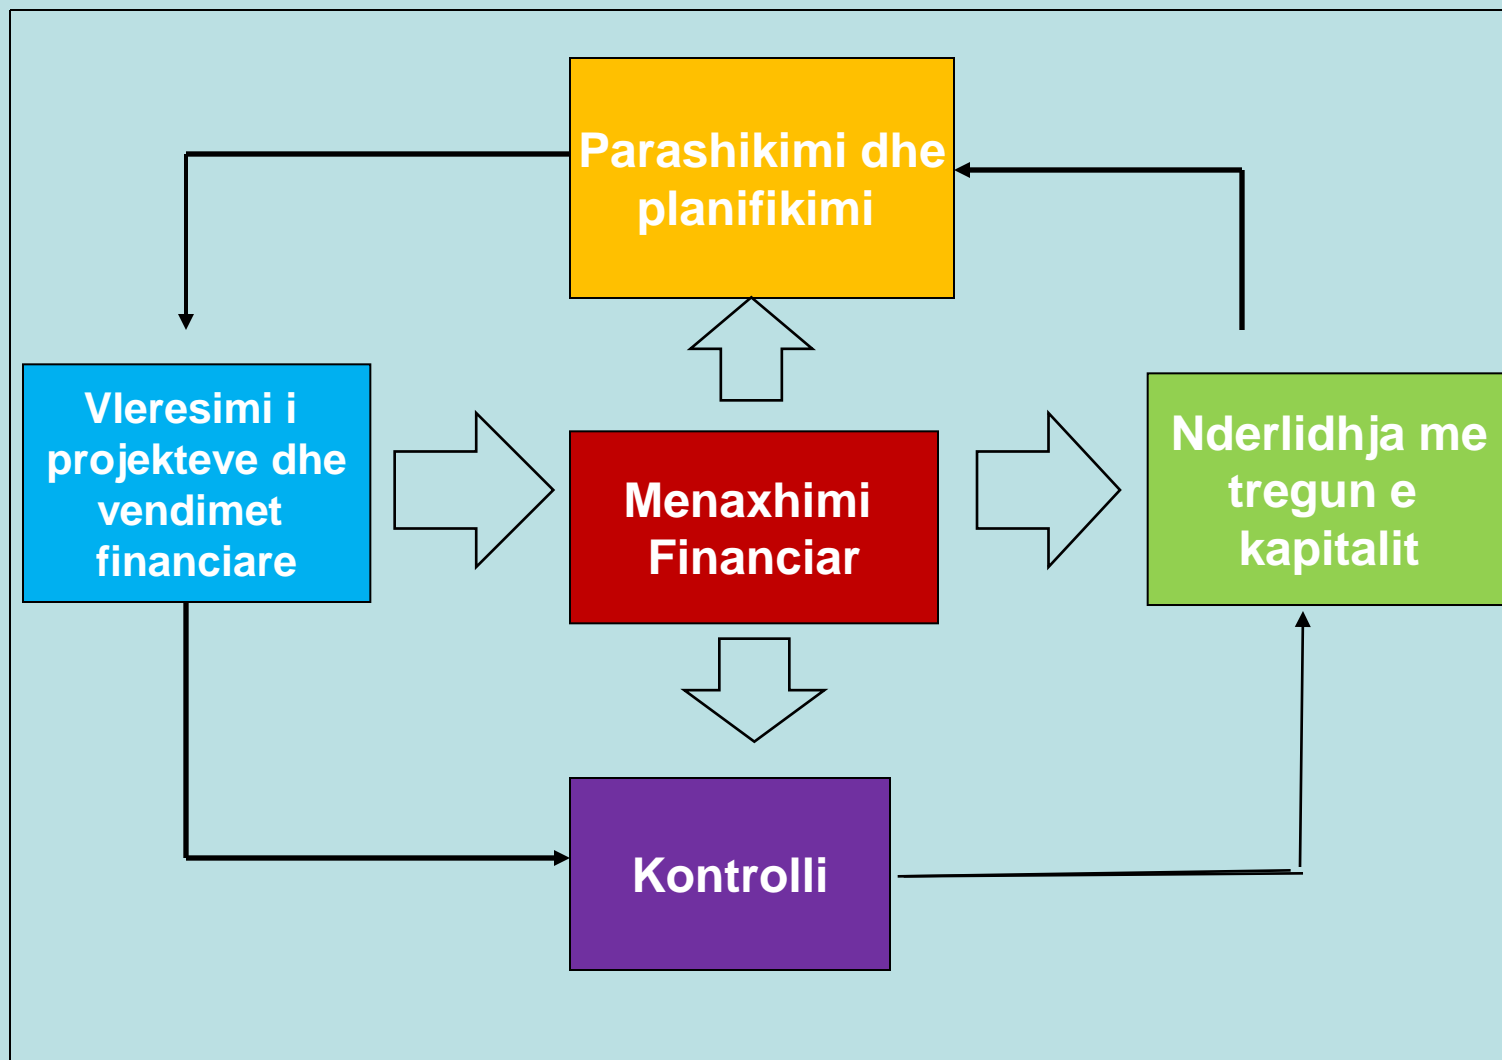 Parashikimi dhe
planifikimi
Vleresimi i
projekteve dhe
vendimet
financiare
Menaxhimi
Financiar
Nderlidhja me
tregun e
kapitalit
Kontrolli